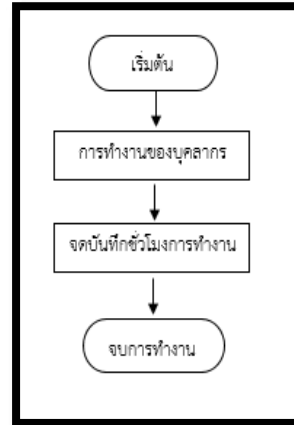 เริ่มต้น
การทำงานของบุคลากร
จดบันทึกชั่วโมงการทำงาน
จบการทำงาน